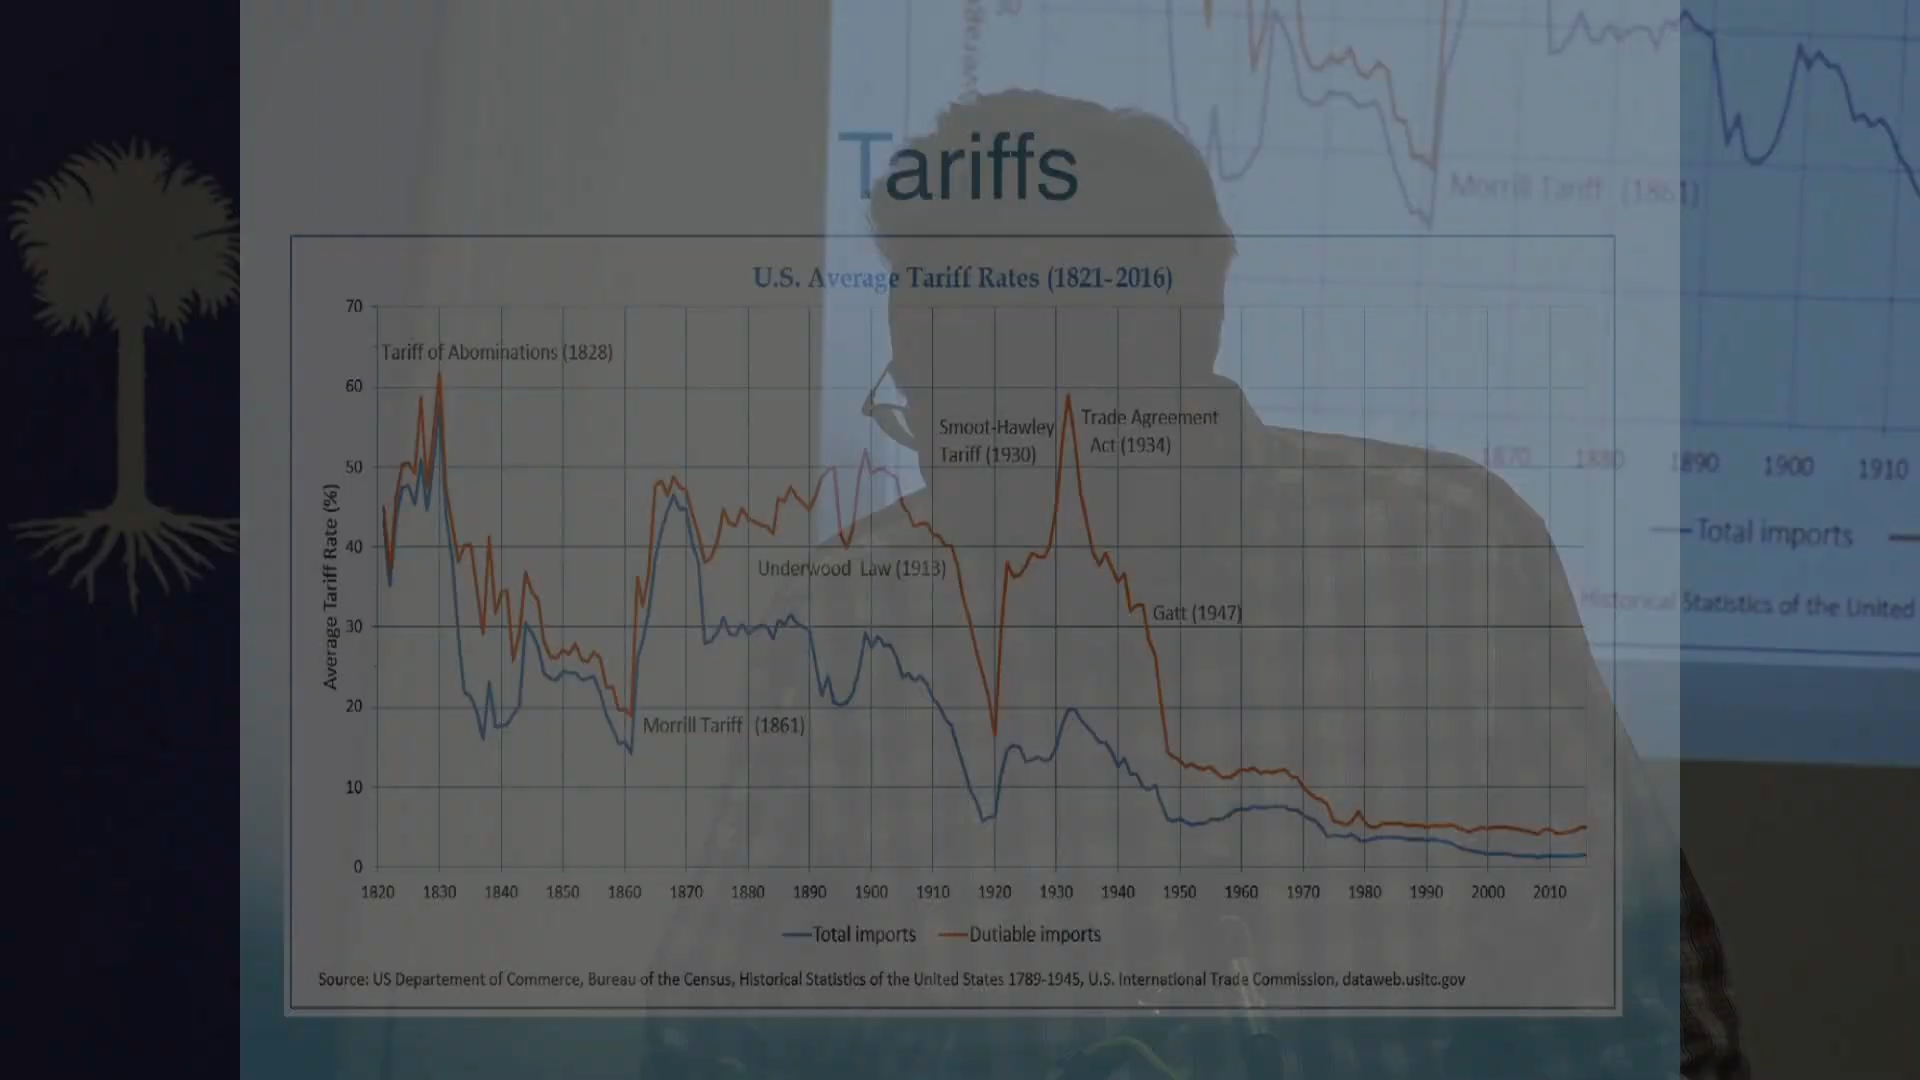 Tariffs
U.S. Average Tariff Rates (1821-2016)
Average Tariff Rate (%)
70
60
50
40
30
20
10
0
Tariff of Abominations (1828)
Smoot-Hawley
Tariff (1930)
Trade Agreement
Act (1934)
Underwood Law (1913)
Gatt (1947)
Morrill Tariff (1861)
1820 1830 1840 1850 1860 1870 1880 1890 1900 1910 1920 1930 1940 1950 1960 1970 1980 1990 2000 2010
Total imports Dutiable imports
Source: US Departement of Commerce, Bureau of the Census, Historical Statistics of the United States 1789-1945, U.S. International Trade Commission, dataweb.usitc.gov
30
Average
Morrill Tariff (1861)
1870 1880 1890 1900 1910
Total imports
Historical Statistics of the United